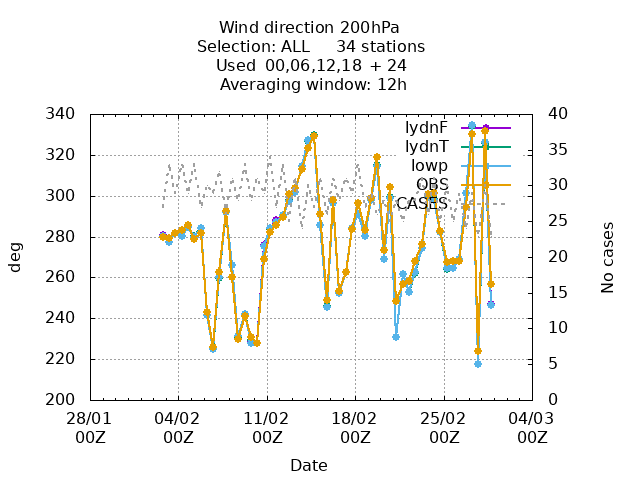 Wind direction 200hPa
Selection: ALL 34 stations
Used 00,06,12,18 + 24
Averaging window: 12h
340
320
300
280
260
240
220
200
deg
40
35
30
25
20
15
10
5
0
No cases
lydnF
lydnT
lowp
OBS
CASES
28/01 00Z
04/02 00Z
11/02 00Z
18/02 00Z
25/02 00Z
04/03 00Z
Date